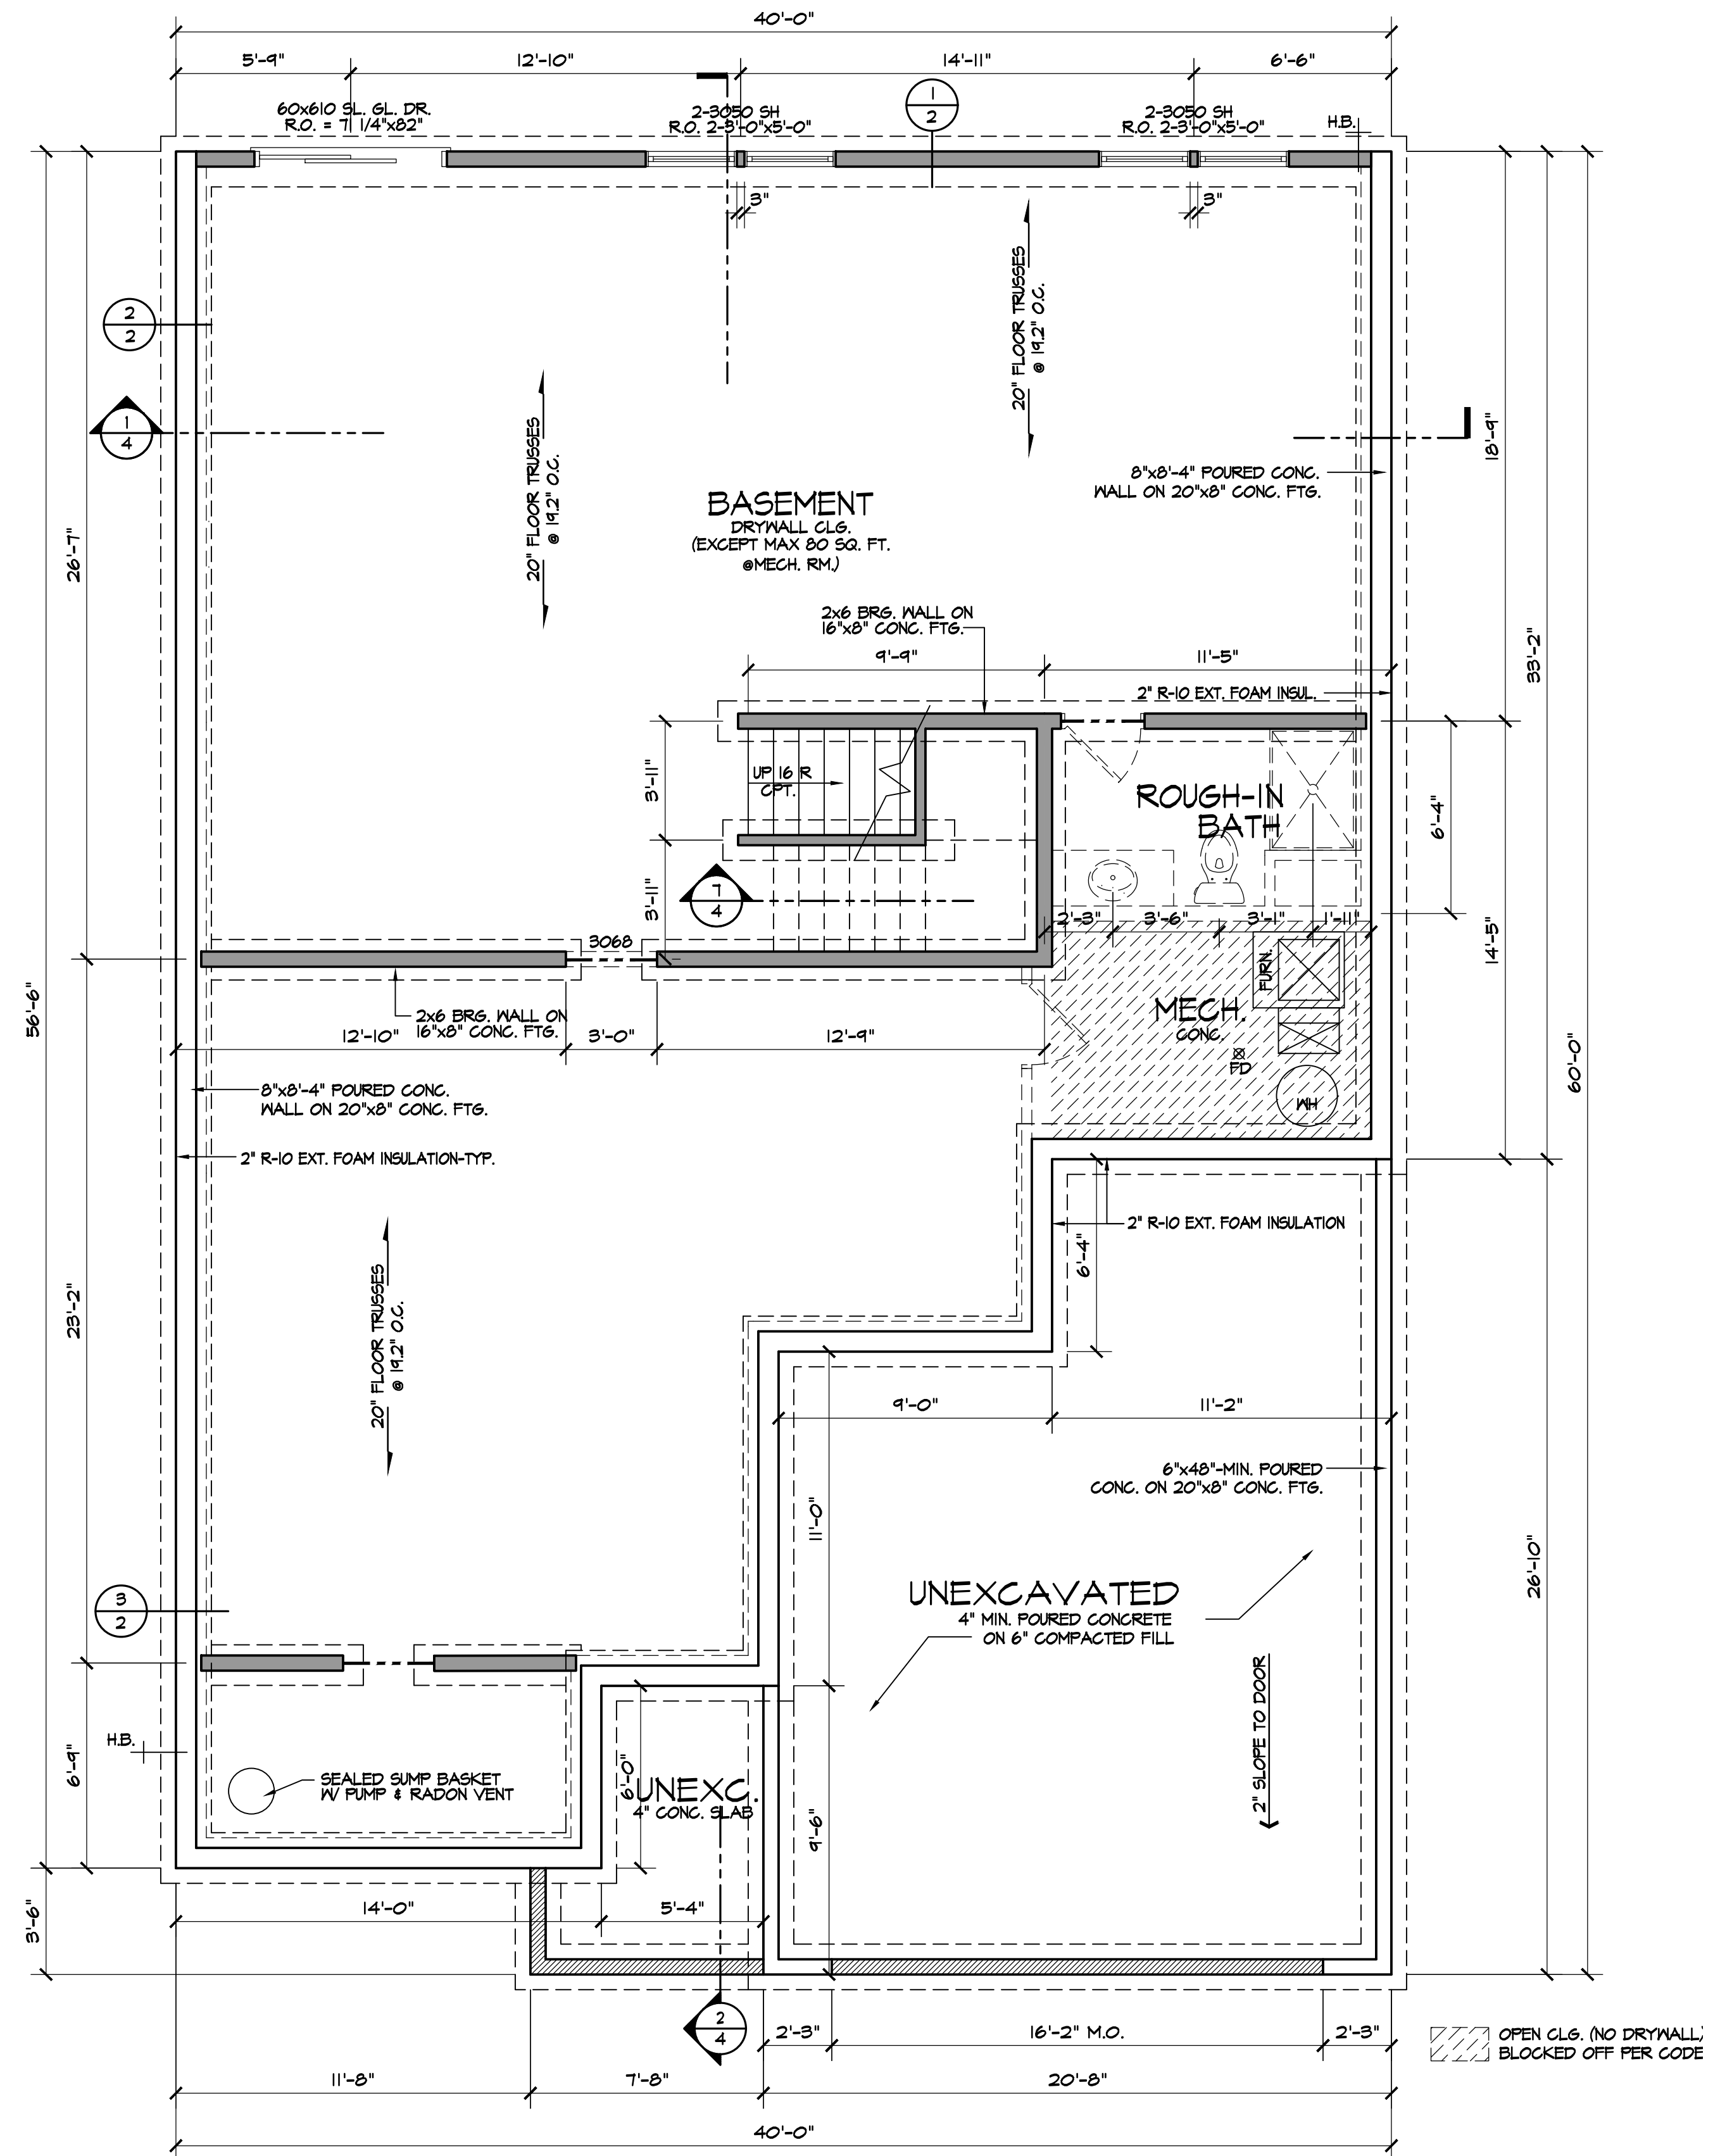 40'-0"
5'-9"
12'-10"
14'-11"
6'-6"
60x610 SL. GL. DR.
R.O. = 71 1/4"x82"
2-3050 SH
R.O. 2-3'-0"x5'-0"
1
2
2-3050 SH
R.O. 2-3'-0"x5'-0"
H.B.
3"
3"
20" FLOOR TRUSSES
@ 19.2" O.C.
2
2
1
4
20" FLOOR TRUSSES
@ 19.2" O.C.
18'-9"
8"x8'-4" POURED CONC.
WALL ON 20"x8" CONC. FTG.
BASEMENT
DRYWALL CLG.
(EXCEPT MAX 80 SQ. FT.
@MECH. RM.)
26'-7"
2x6 BRG. WALL ON
16"x8" CONC. FTG.
9'-9"
11'-5"
33'-2"
2" R-10 EXT. FOAM INSUL.
UP 16 R
CPT.
3'-11"
ROUGH-IN
BATH
6'-4"
3'-11"
7
4
2'-3"
3'-6"
3'-1"
1'-11"
14'-5"
3068
FURN.
56'-6"
2x6 BRG. WALL ON
16"x8" CONC. FTG.
MECH.
CONC.
FD
WH
12'-10"
3'-0"
12'-9"
60'-0"
8"x8'-4" POURED CONC.
WALL ON 20"x8" CONC. FTG.
2" R-10 EXT. FOAM INSULATION-TYP.
2" R-10 EXT. FOAM INSULATION
6'-4"
23'-2"
20" FLOOR TRUSSES
@ 19.2" O.C.
9'-0"
11'-2"
6"x48"-MIN. POURED
CONC. ON 20"x8" CONC. FTG.
11'-0"
26'-10"
UNEXCAVATED
4" MIN. POURED CONCRETE
ON 6" COMPACTED FILL
3
2
2" SLOPE TO DOOR
H.B.
6'-9"
SEALED SUMP BASKET
W/ PUMP & RADON VENT
6'-0"
UNEXC.
4" CONC. SLAB
9'-6"
3'-6"
14'-0"
5'-4"
2
4
2'-3"
16'-2" M.O.
2'-3"
OPEN CLG. (NO DRYWALL)
BLOCKED OFF PER CODE
11'-8"
7'-8"
20'-8"
40'-0"